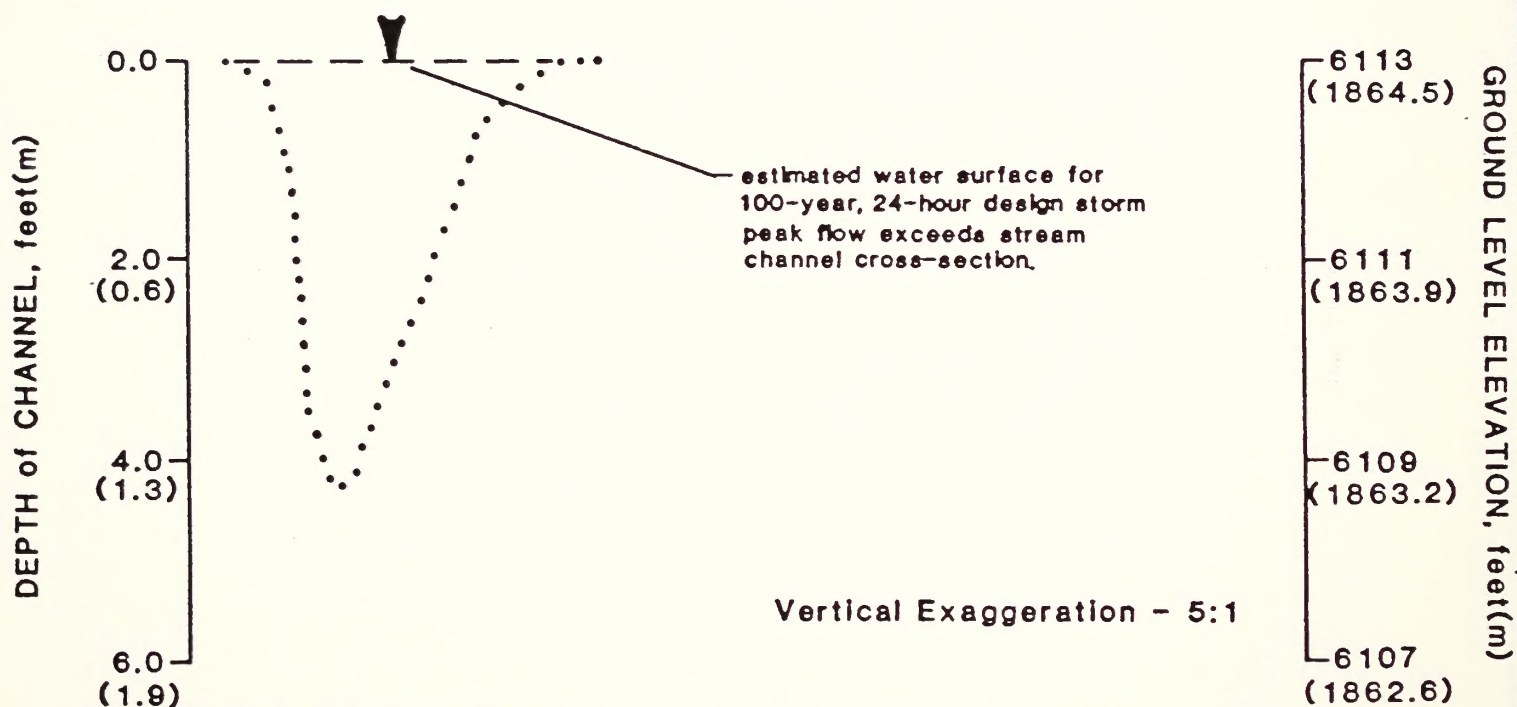 DEPTH of CHANNEL, feet(m)
0.0
2.0
(0.6)
4.0
(1.3)
6.0
(1.9)
estimated water surface for
100-year, 24-hour design storm
peak flow exceeds stream
channel cross-section.
Vertical Exaggeration - 5:1
6113
(1864.5)
6111
(1863.9)
6109
(1863.2)
6107
(1862.6)
GROUND LEVEL ELEVATION, feet(m)